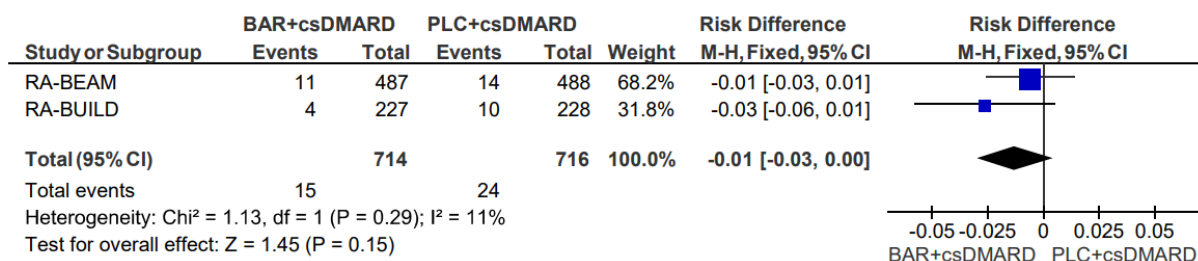 BAR+csDMARD PLC+csDMARD Risk Difference Risk Difference
Study or Subgroup Events Total Events Total Weight M-H, Fixed, 95% CI M-H, Fixed, 95% CI
RA-BEAM 11 487 14 488 68.2% -0.01 [-0.03, 0.01]
RA-BUILD 4 227 10 228 31.8% -0.03 [-0.06, 0.01]
Total (95% CI) 714 716 100.0% -0.01 [-0.03, 0.00]
Total events 15 24
Heterogeneity: Chi² = 1.13, df = 1 (P = 0.29); I² = 11%
Test for overall effect: Z = 1.45 (P = 0.15)
-0.05 -0.025 0 0.025 0.05
BAR+csDMARD PLC+csDMARD